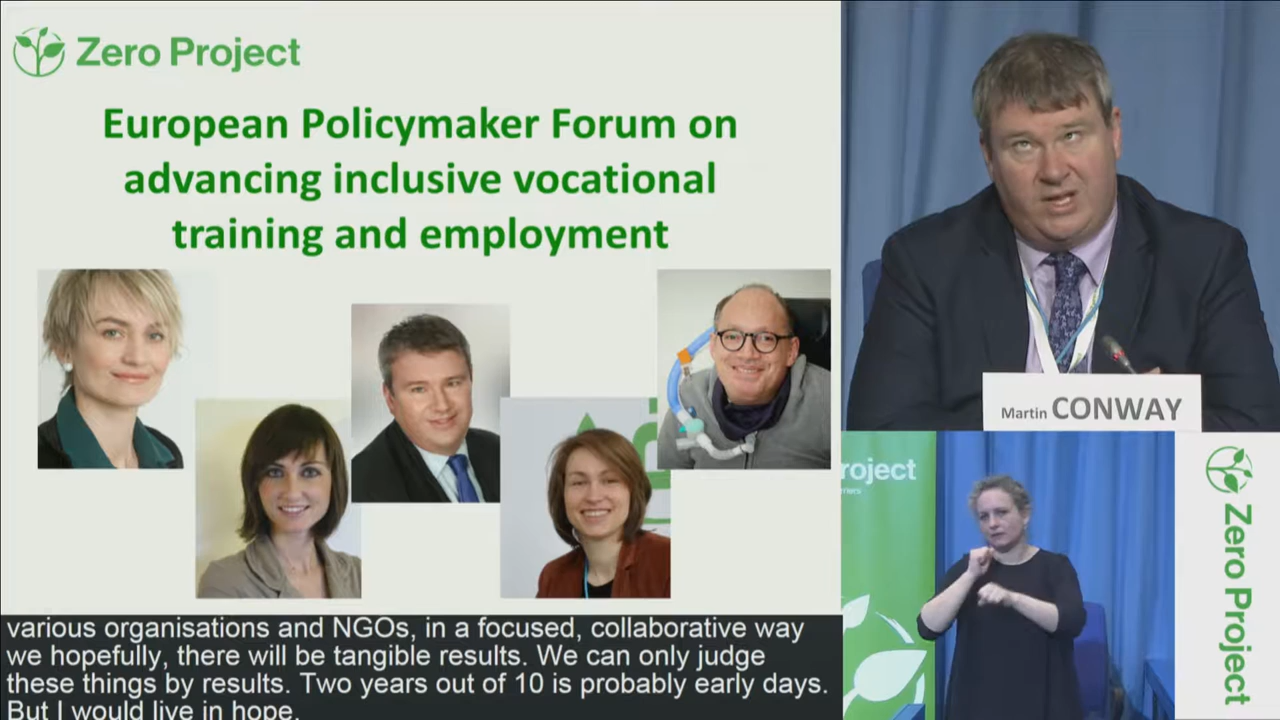 Zero Project
European Policymaker Forum on
advancing inclusive vocational
training and employment
various organisations and NGOs, in a focused, collaborative way
we hopefully, there will be tangible results. We can only judge
these things by results. Two years out of 10 is probably early days.
But I would live in hope.
Martin CONWAY
roject
rriers
Zero Project